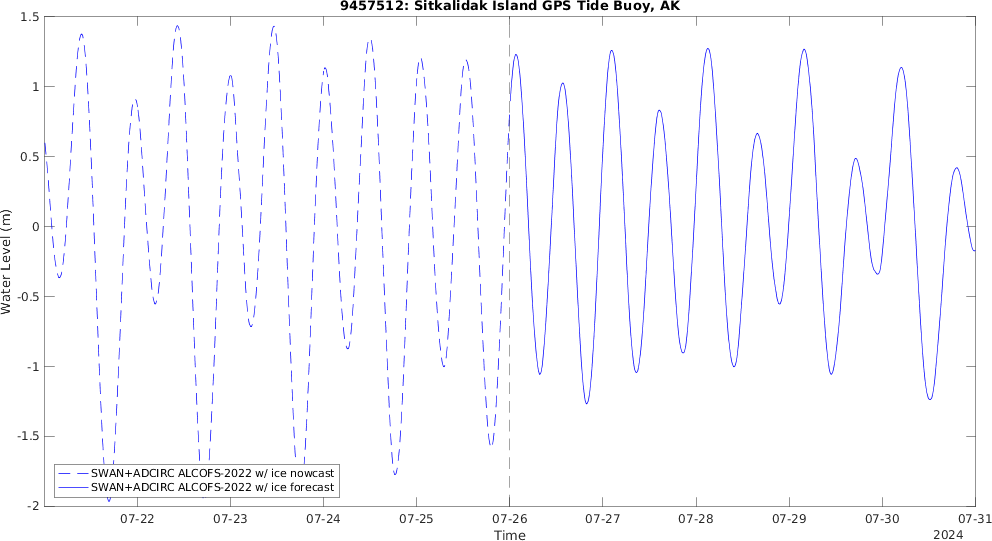 9457512: Sitkalidak Island GPS Tide Buoy, AK
1.5
1
0.5
0
-0.5
-1
-1.5
-2
Water Level (m)
SWAN+ADCIRC ALCOFS-2022 w/ ice nowcast
SWAN+ADCIRC ALCOFS-2022 w/ ice forecast
07-22 07-23 07-24 07-25 07-26 07-27 07-28 07-29 07-30 07-31
Time
2024